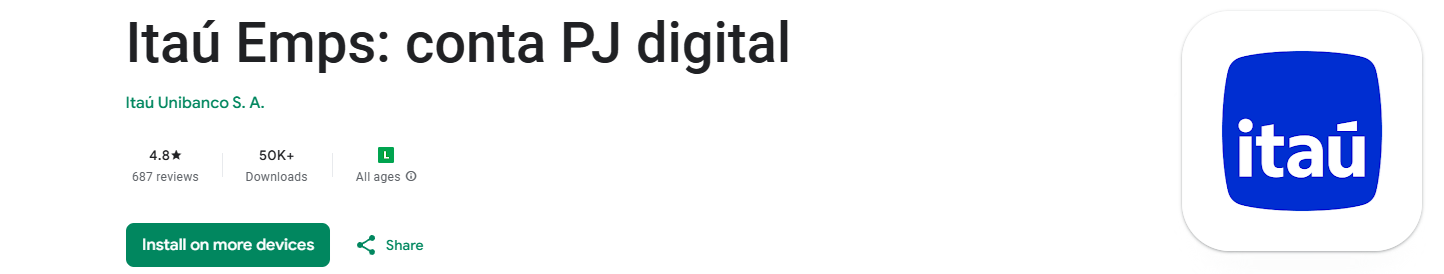 Itaú Emps: conta PJ digital
Itaú Unibanco S. A.
4.8★ 50K+ L
687 reviews Downloads All ages
Install on more devices Share
itaú